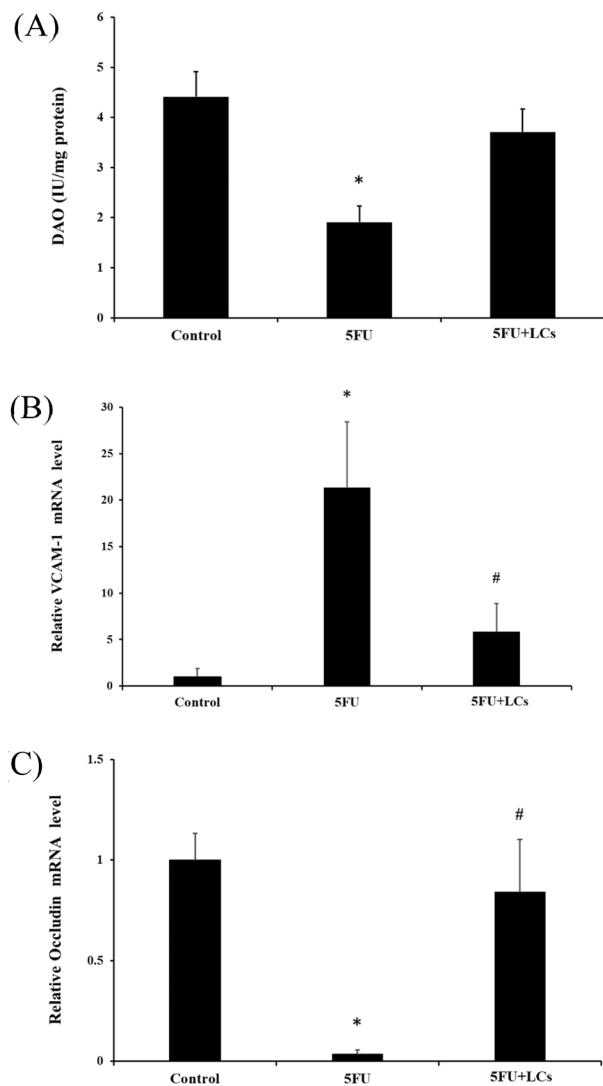 (A)
DAO (IU/mg protein)
6
5
4
3
2
1
0
*
Control
5FU
5FU+LCs
(B)
Relative VCAM-1 mRNA level
30
25
20
15
10
5
0
*
#
Control
5FU
5FU+LCs
C)
Relative Occludin mRNA level
1.5
1
0.5
0
*
#
Control
5FU
5FU+LCs